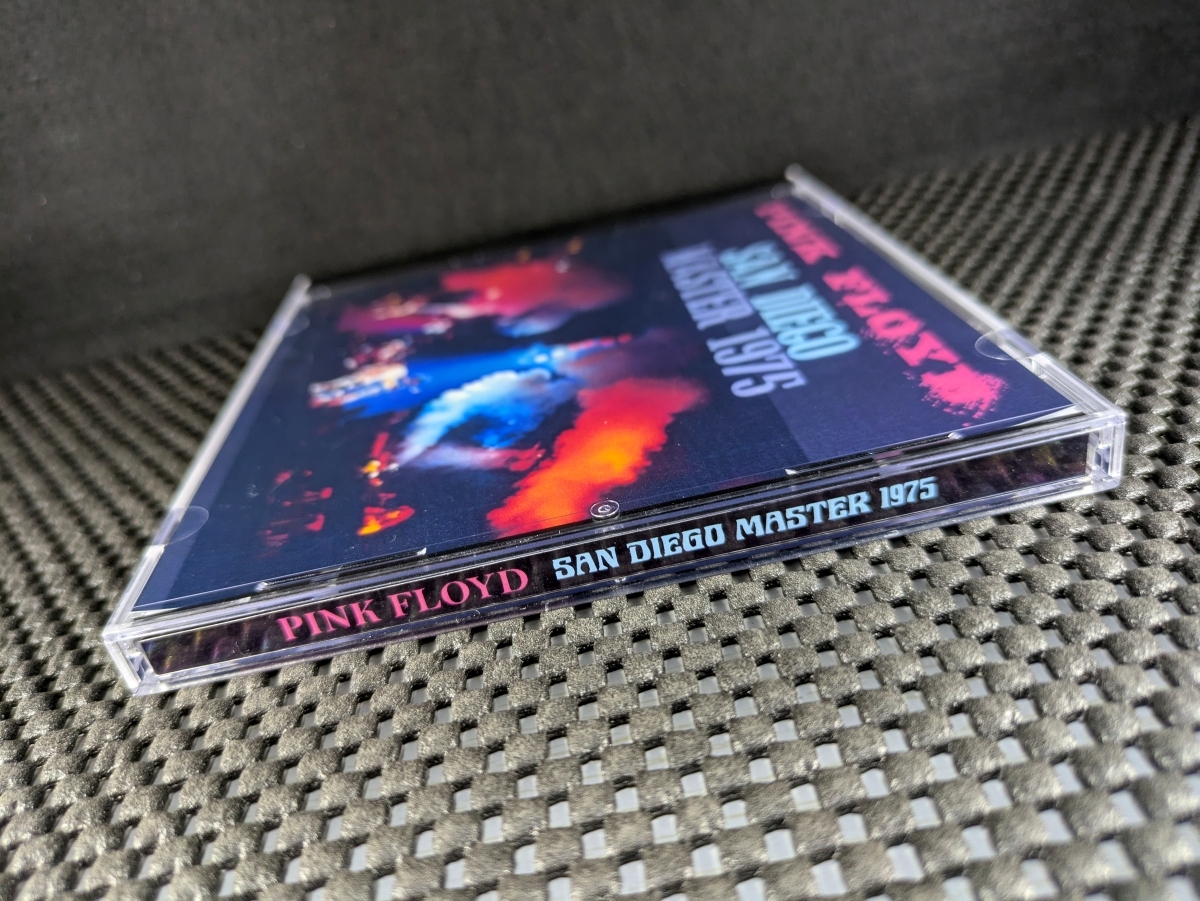 PINK FLOYD
SAN DIEGO
MASTER 1975
PINK FLOYD SAN DIEGO MASTER 1975